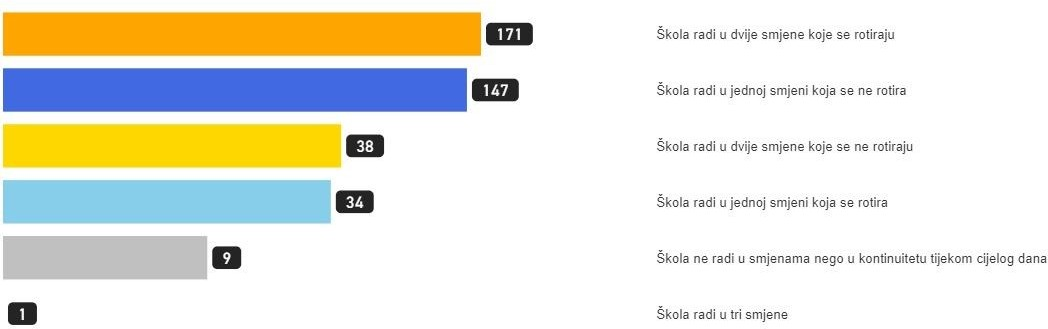 171 Škola radi u dvije smjene koje se rotiraju
147 Škola radi u jednoj smjeni koja se ne rotira
38 Škola radi u dvije smjene koje se ne rotiraju
34 Škola radi u jednoj smjeni koja se rotira
9 Škola ne radi u smjenama nego u kontinuitetu tijekom cijelog dana
1 Škola radi u tri smjene